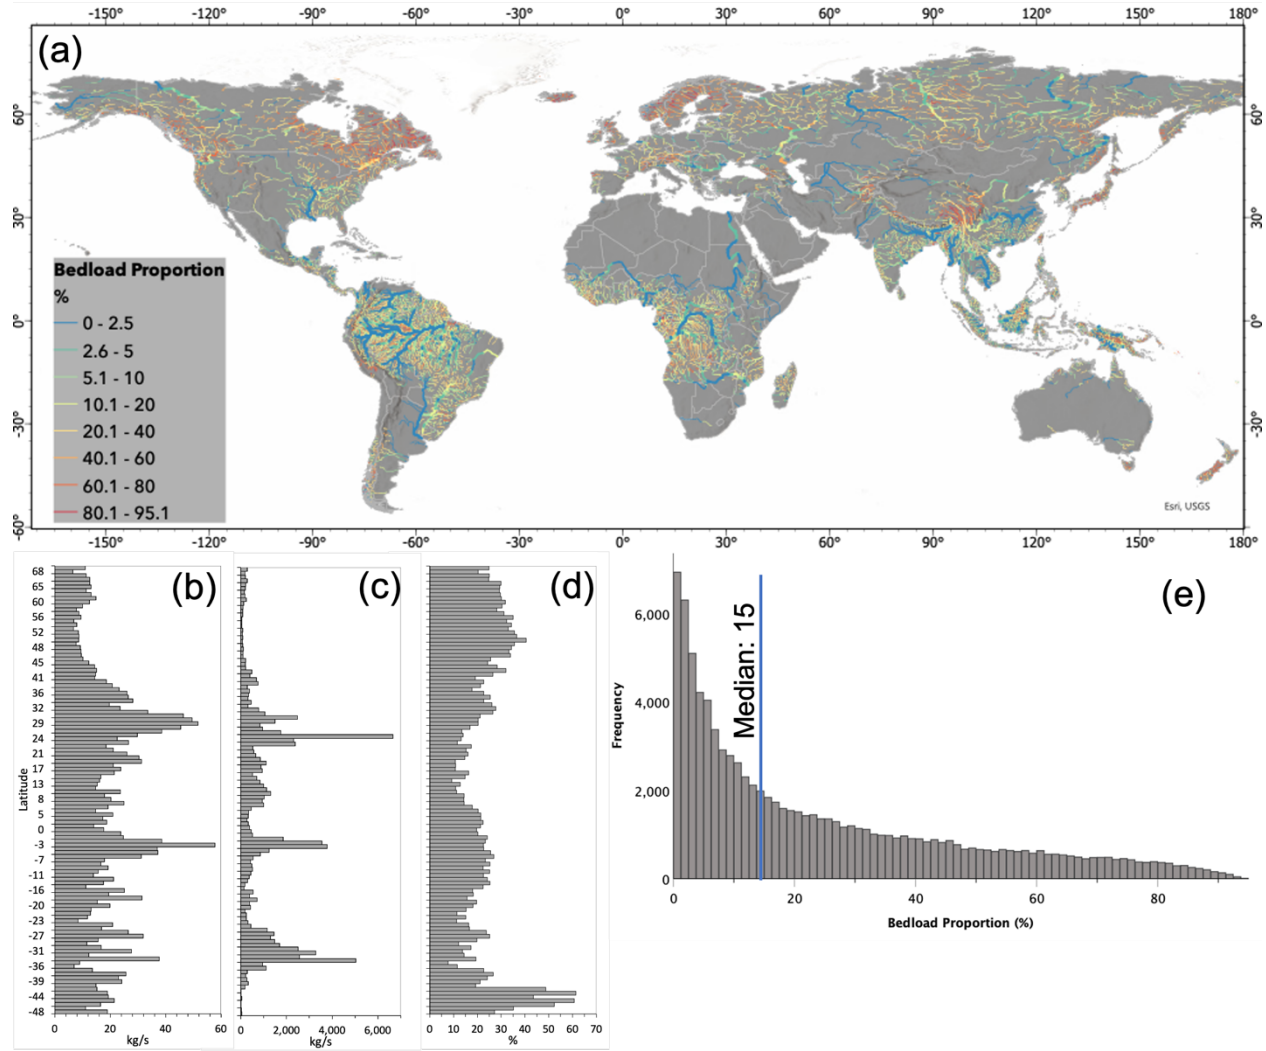 -150° -120° -90° -60° -30° 0° 30° 60° 90° 120° 150° 180°
(a)
60° 60°
30° 30°
0° 0°
-30° -30°
-60°
Bedload Proportion
%
0 - 2.5
2.6 - 5
5.1 - 10
10.1 - 20
20.1 - 40
40.1 - 60
60.1 - 80
80.1 - 95.1
Esri, USGS
-150° -120° -90° -60° -30° 0° 30° 60° 90° 120° 150° 180°
(b)
Latitude
68
65
60
56
52
48
45
41
36
32
29
24
21
17
13
8
5
0
-3
-7
-11
-16
-20
-23
-27
-31
-36
-39
-44
-48
0 20 40 60
kg/s
(c)
0 2,000 4,000 6,000
kg/s
(d)
0 10 20 30 40 50 60 70
%
(e)
Median: 15
Frequency
6,000
4,000
2,000
0
0 20 40 60 80
Bedload Proportion (%)